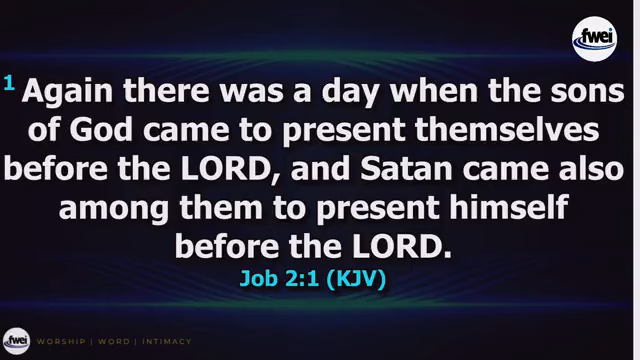 fwei
1 Again there was a day when the sons
of God came to present themselves
before the LORD, and Satan came also
among them to present himself
before the LORD.
Job 2:1 (KJV)
fwei
WORSHIP | WORD | INTIMACY